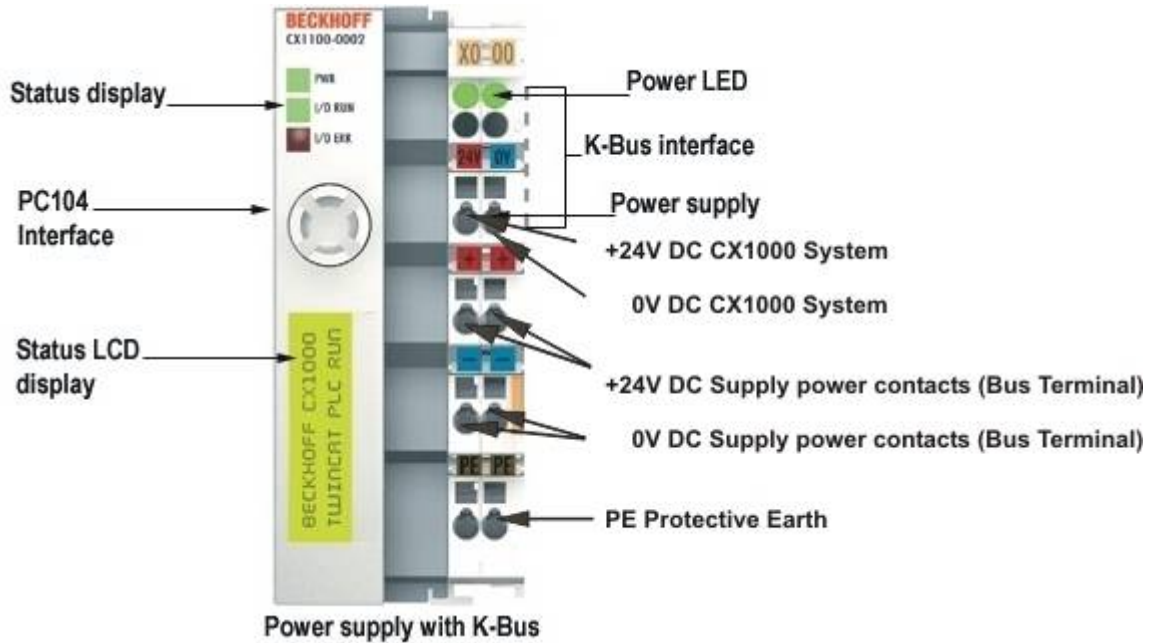 BECKHOFF
CX1100-0002
X0-00
PWR
I/O RUN
I/O ERR
Status display
Power LED
K-Bus interface
24V 0V
PC104
Interface
Power supply
+24V DC CX1000 System
+ +
0V DC CX1000 System
Status LCD
display
BECKHOFF CX1000
TWINCAT PLC RUN
- -
+24V DC Supply power contacts (Bus Terminal)
0V DC Supply power contacts (Bus Terminal)
PE PE
PE Protective Earth
Power supply with K-Bus